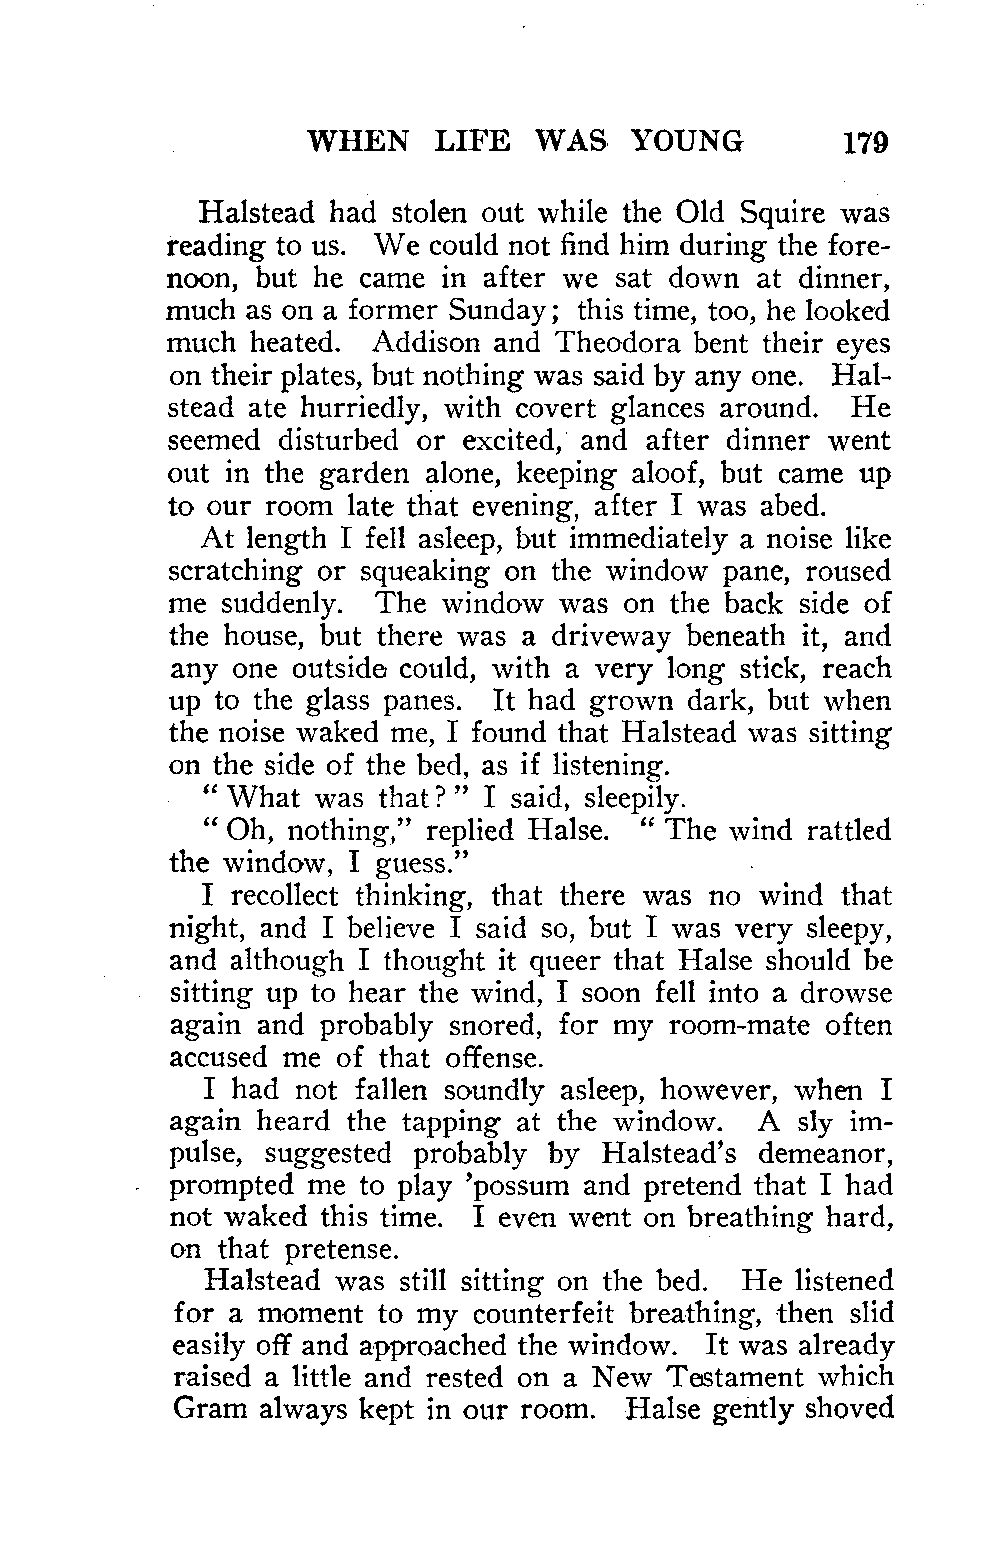 WHEN LIFE WAS YOUNG 179
Halstead had stolen out while the Old Squire was
reading to us. We could not find him during the fore-
noon, but he came in after we sat down at dinner,
much as on a former Sunday; this time, too, he looked
much heated. Addison and Theodora bent their eyes
on their plates, but nothing was said by any one. Hal-
stead ate hurriedly, with covert glances around. He
seemed disturbed or excited, and after dinner went
out in the garden alone, keeping aloof, but came up
to our room late that evening, after I was abed.
At length I fell asleep, but immediately a noise like
scratching or squeaking on the window pane, roused
me suddenly. The window was on the back side of
the house, but there was a driveway beneath it, and
any one outside could, with a very long stick, reach
up to the glass panes. It had grown dark, but when
the noise waked me, I found that Halstead was sitting
on the side of the bed, as if listening.
“ What was that? ” I said, sleepily.
“ Oh, nothing,” replied Halse. “ The wind rattled
the window, I guess.”
I recollect thinking, that there was no wind that
night, and I believe I said so, but I was very sleepy,
and although I thought it queer that Halse should be
sitting up to hear the wind, I soon fell into a drowse
again and probably snored, for my room-mate often
accused me of that offense.
I had not fallen soundly asleep, however, when I
again heard the tapping at the window. A sly im-
pulse, suggested probably by Halstead’s demeanor,
prompted me to play ’possum and pretend that I had
not waked this time. I even went on breathing hard,
on that pretense.
Halstead was still sitting on the bed. He listened
for a moment to my counterfeit breathing, then slid
easily off and approached the window. It was already
raised a little and rested on a New Testament which
Gram always kept in our room. Halse gently shoved